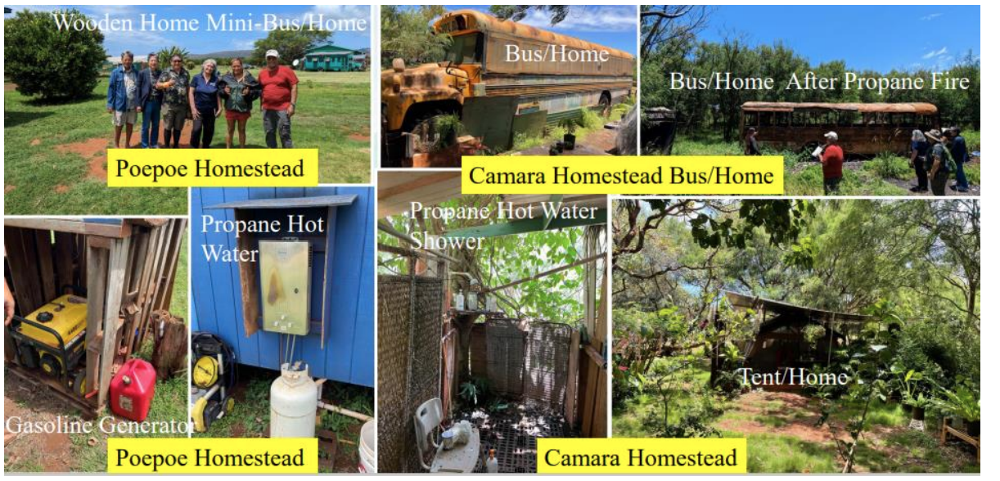 Wooden Home Mini-Bus/Home
Poepoe Homestead
Bus/Home
Bus/Home After Propane Fire
Camara Homestead Bus/Home
Gasoline Generator
Propane Hot
Water
Poepoe Homestead
Propane Hot Water
Shower
Tent/Home
Camara Homestead